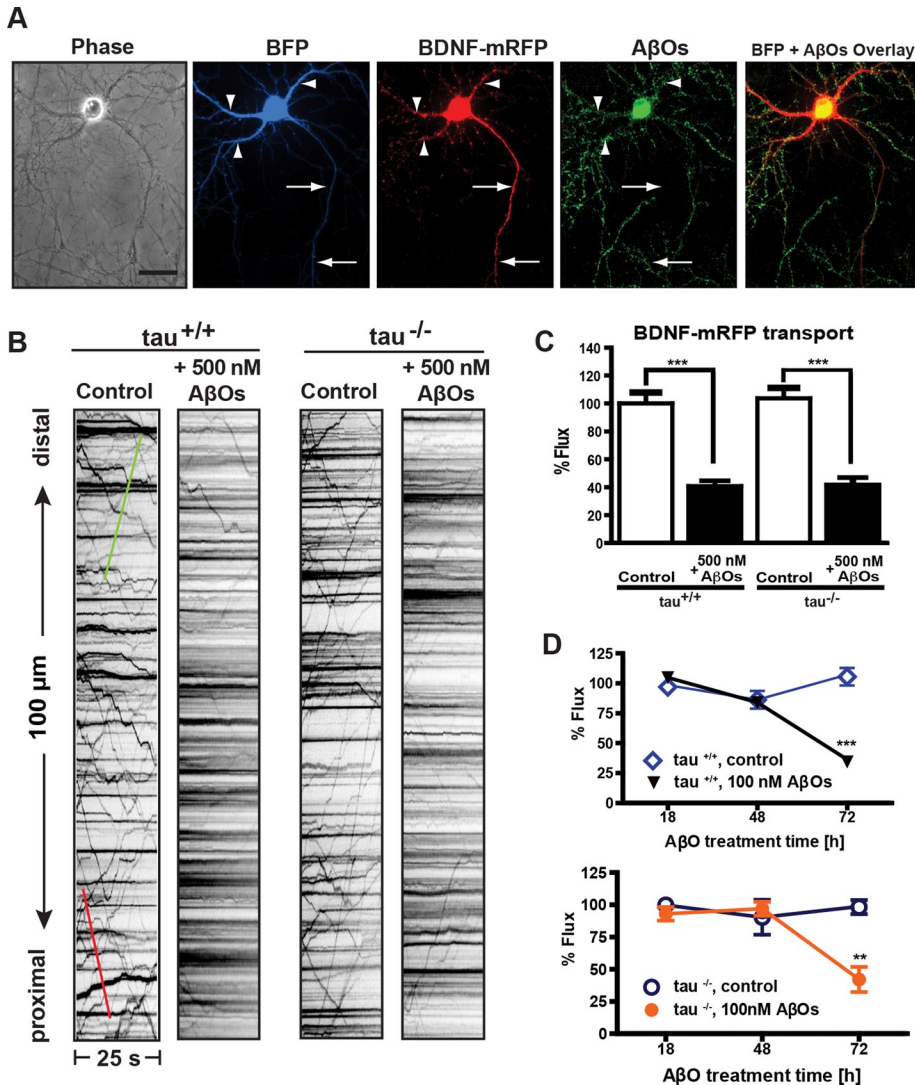 A
Phase
BFP
BDNF-mRFP
AβOs
BFP + AβOs Overlay
B
tau +/+
tau -/-
Control
+ 500 nM
AβOs
Control
+ 500 nM
AβOs
distal
100 μm
proximal
25 s
C
BDNF-mRFP transport
***
***
140
120
100
80
60
40
20
0
% Flux
Control
+500 nM
AβOs
Control
+500 nM
AβOs
tau+/+
tau-/-
D
125
100
75
50
25
0
% Flux
***
tau +/+, control
tau +/+, 100 nM AβOs
18
48
72
AβO treatment time [h]
125
100
75
50
25
0
% Flux
**
tau -/-, control
tau -/-, 100nM AβOs
18
48
72
AβO treatment time [h]